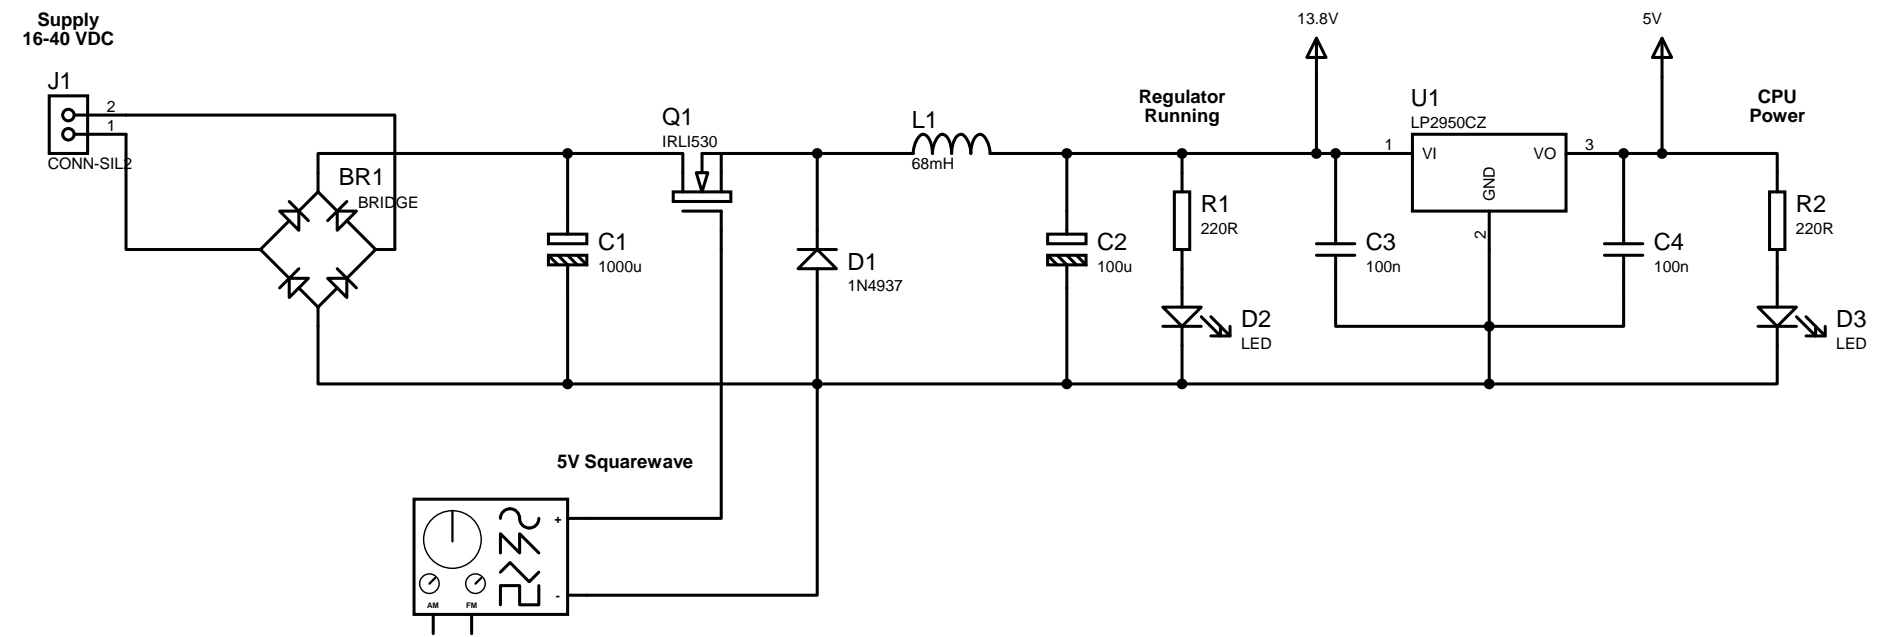 Supply
16-40 VDC
J1
2
1
CONN-SIL2
BR1
BRIDGE
C1
1000u
Q1
IRLI530
D1
1N4937
L1
68mH
C2
100u
Regulator
Running
R1
220R
D2
LED
13.8V
C3
100n
U1
LP2950CZ
1
VI
VO
3
GND
2
5V
C4
100n
CPU
Power
R2
220R
D3
LED
5V Squarewave
+
-
AM
FM